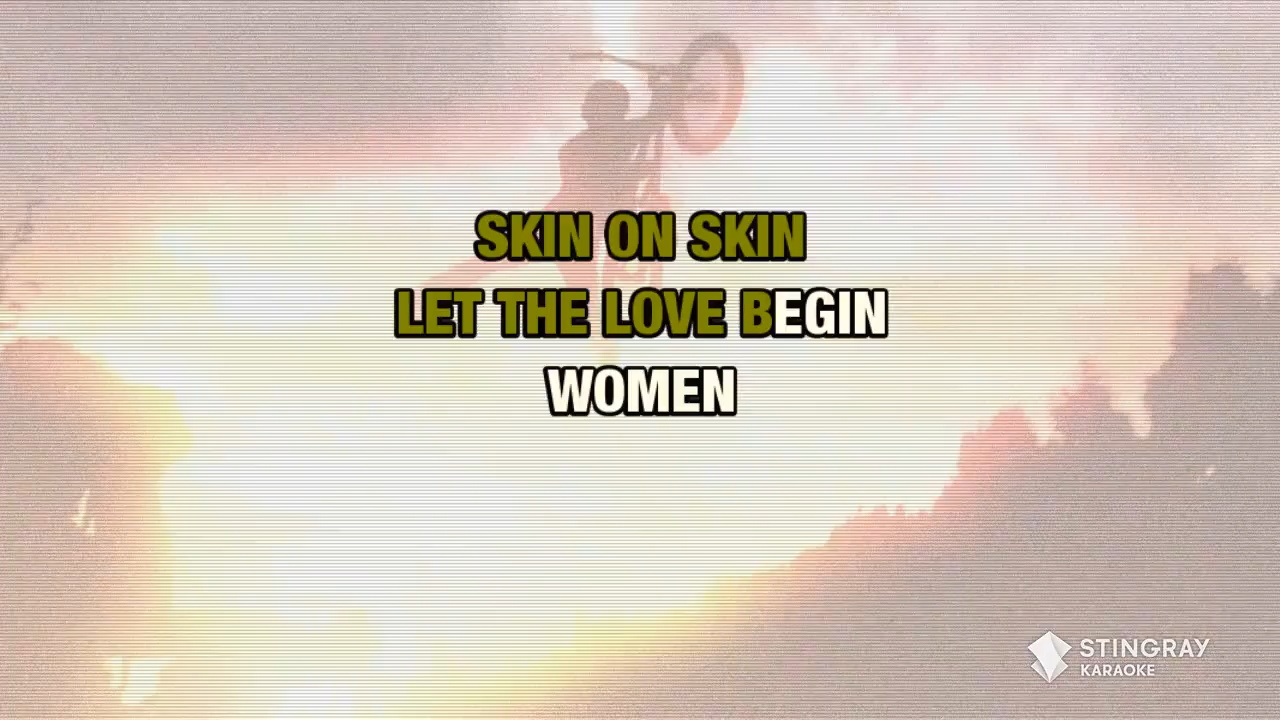 SKIN ON SKIN
LET THE LOVE BEGIN
WOMEN
STINGRAY
KARAOKE